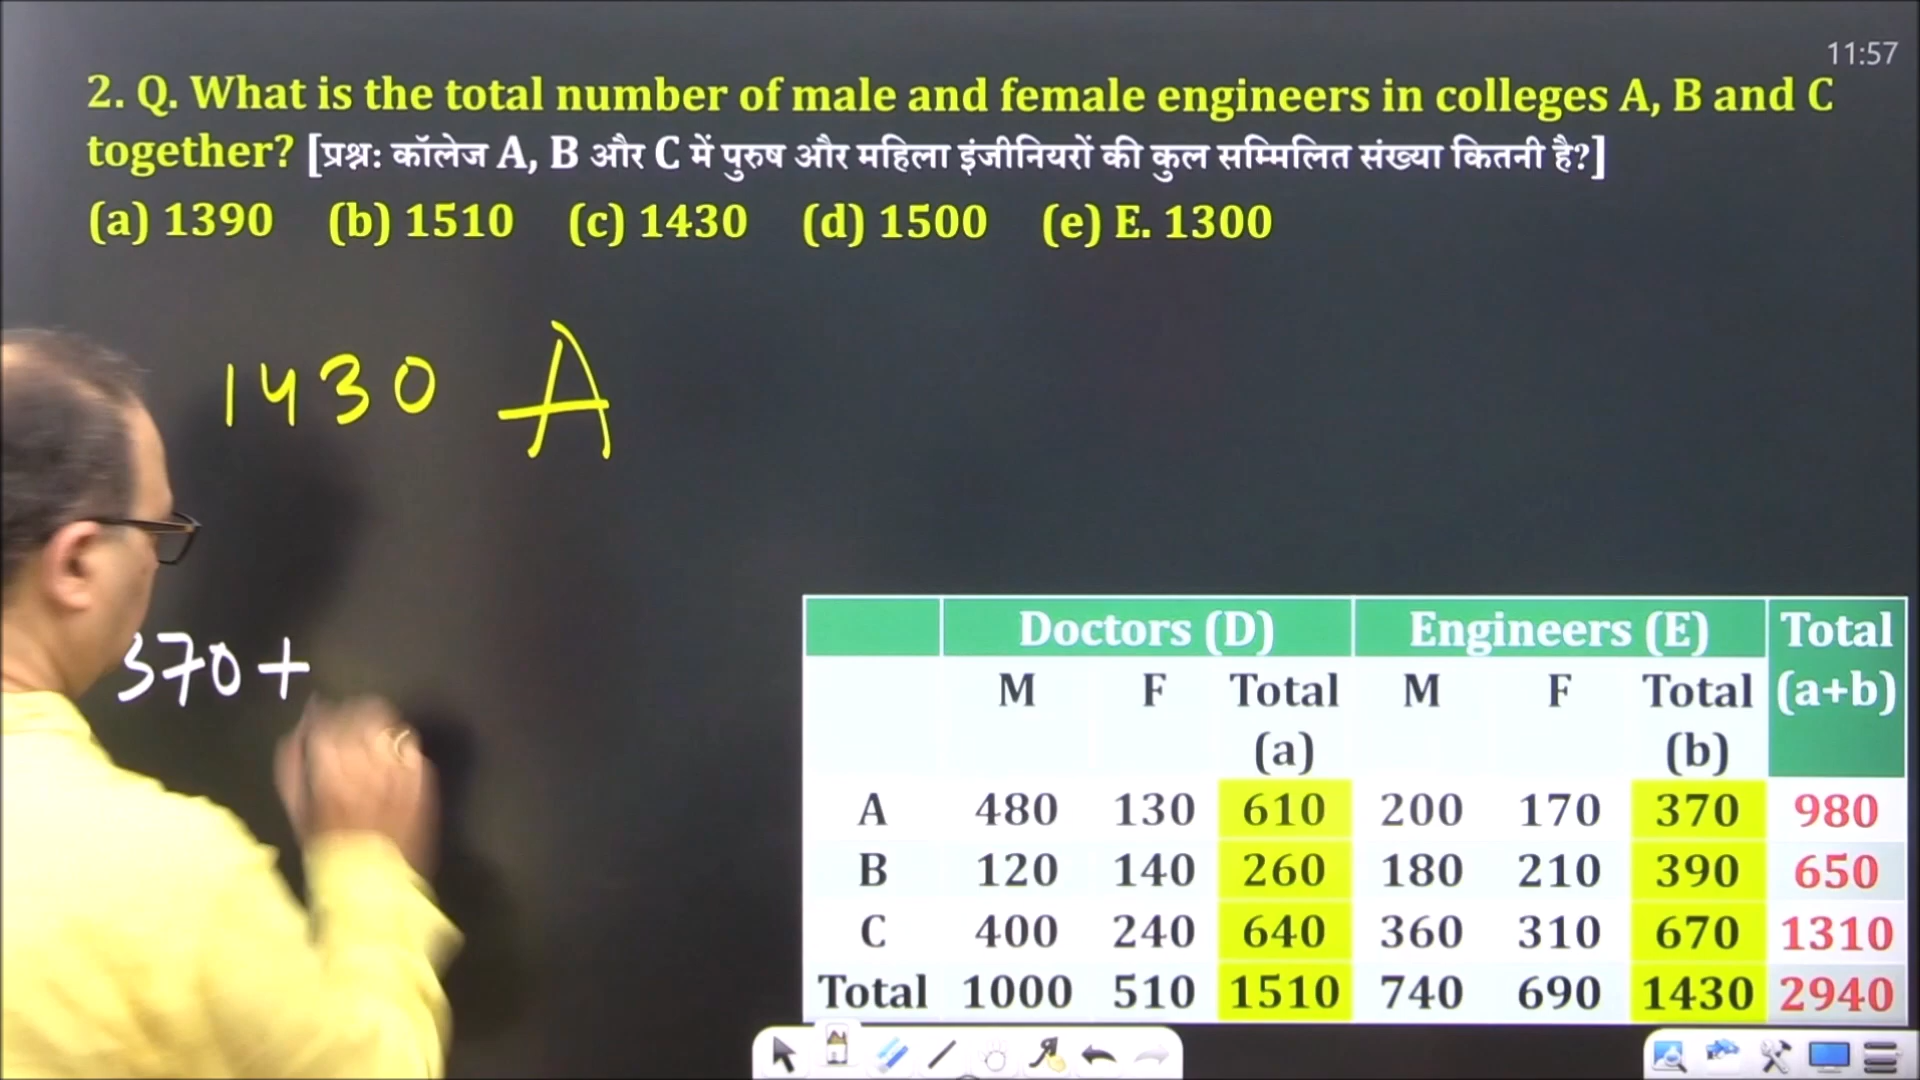 11:57
2. Q. What is the total number of male and female engineers in colleges A, B and C
together? [प्रश्न: कॉलेज A, B और C में पुरुष और महिला इंजीनियरों की कुल सम्मिलित संख्या कितनी है?]
(a) 1390 (b) 1510 (c) 1430 (d) 1500 (e) E. 1300
1430 A
370+
Doctors (D) Engineers (E) Total
M F Total M F Total (a+b)
(a) (b)
A 480 130 610 200 170 370 980
B 120 140 260 180 210 390 650
C 400 240 640 360 310 670 1310
Total 1000 510 1510 740 690 1430 2940